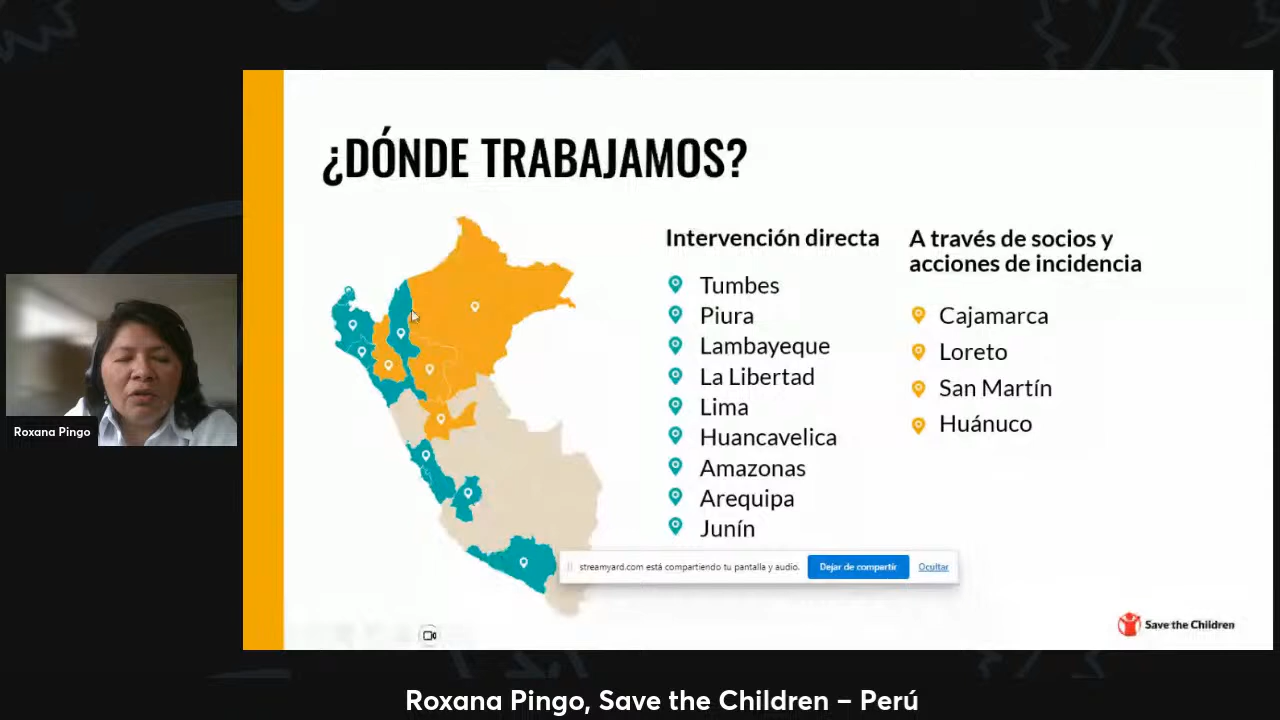 ¿DÓNDE TRABAJAMOS?
Intervención directa
Tumbes
Piura
Lambayeque
La Libertad
Lima
Huancavelica
Amazonas
Arequipa
Junín
A través de socios y
acciones de incidencia
Cajamarca
Loreto
San Martín
Huánuco
streamyard.com está compartiendo tu pantalla y audio.
Dejar de compartir
Ocultar
Save the Children
Roxana Pingo
Roxana Pingo, Save the Children – Perú